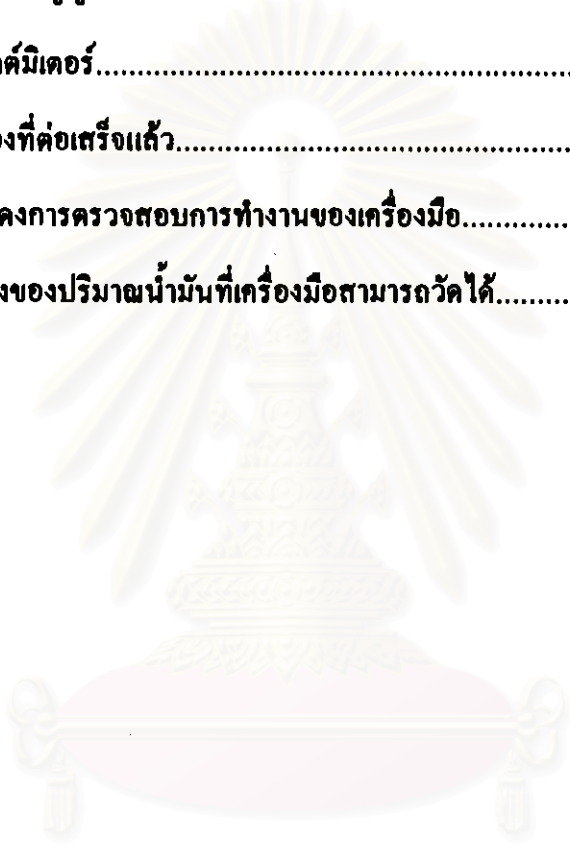 ต์มิเตอร์..........................................................
งที่ต่อเสร็จแล้ว................................................
ดงการตรวจสอบการทำงานของเครื่องมือ.............
งของปริมาณน้ำมันที่เครื่องมือสามารถวัดได้.........